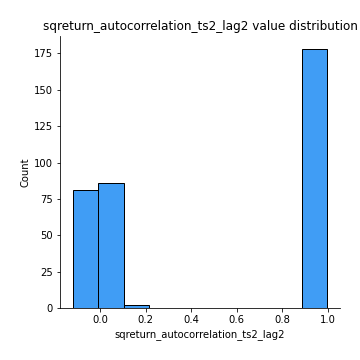 sqreturn_autocorrelation_ts2_lag2 value distribution
175
150
125
100
75
50
25
0
Count
0.0 0.2 0.4 0.6 0.8 1.0
sqreturn_autocorrelation_ts2_lag2